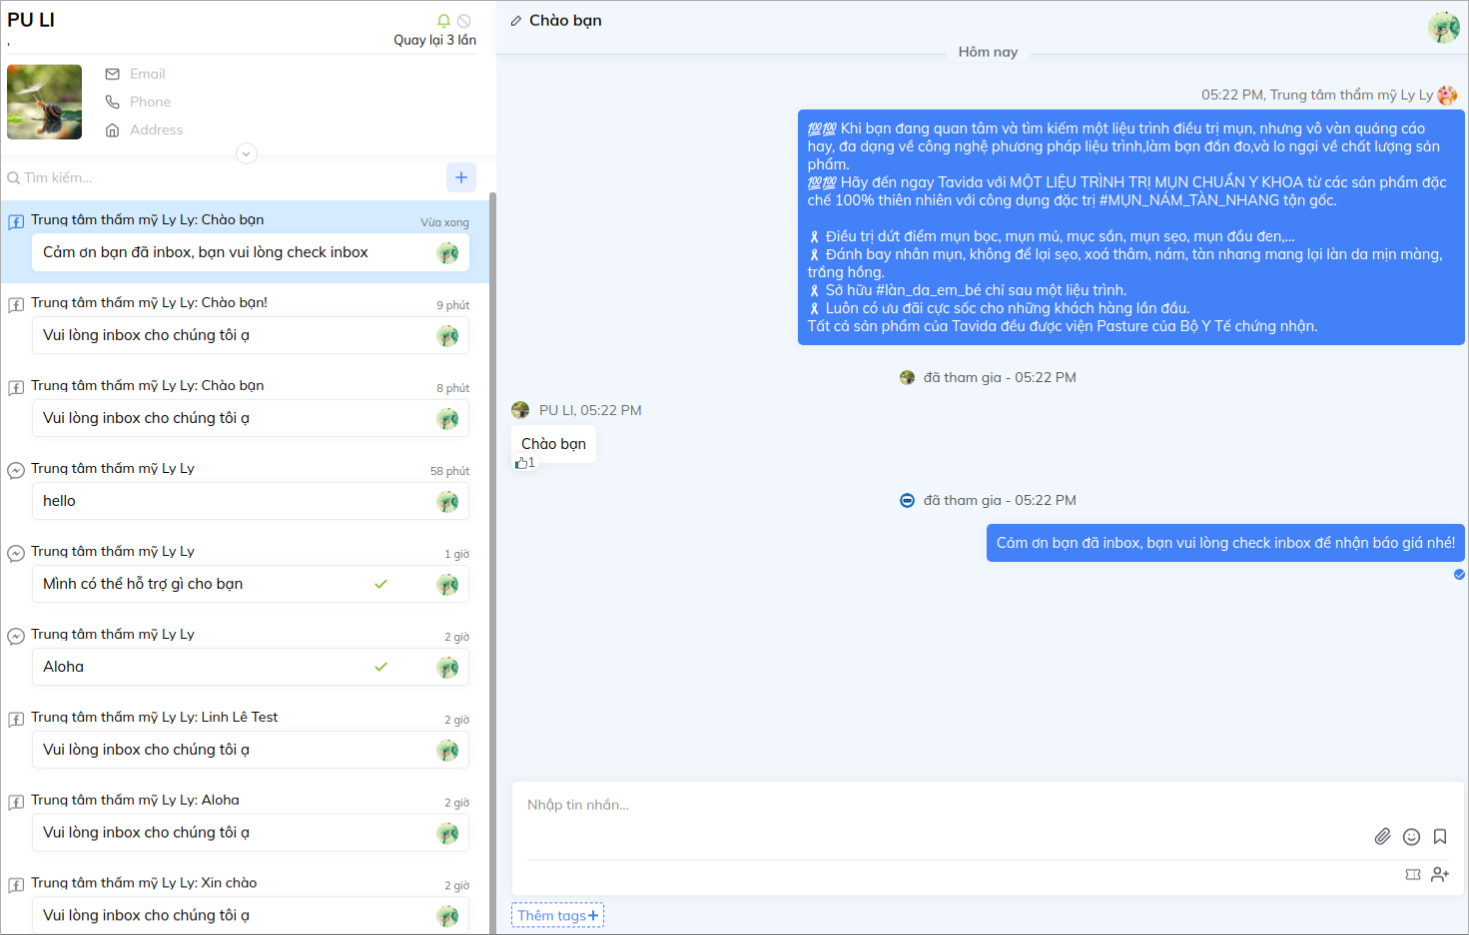 PU LI
,
Quay lại 3 lần
Email
Phone
Address
Tìm kiếm...
Trung tâm thẩm mỹ Ly Ly: Chào bạn
Vừa xong
Cảm ơn bạn đã inbox, bạn vui lòng check inbox
Trung tâm thẩm mỹ Ly Ly: Chào bạn!
9 phút
Vui lòng inbox cho chúng tôi ạ
Trung tâm thẩm mỹ Ly Ly: Chào bạn
8 phút
Vui lòng inbox cho chúng tôi ạ
Trung tâm thẩm mỹ Ly Ly
58 phút
hello
Trung tâm thẩm mỹ Ly Ly
1 giờ
Mình có thể hỗ trợ gì cho bạn
Trung tâm thẩm mỹ Ly Ly
2 giờ
Aloha
Trung tâm thẩm mỹ Ly Ly: Linh Lê Test
2 giờ
Vui lòng inbox cho chúng tôi ạ
Trung tâm thẩm mỹ Ly Ly: Aloha
2 giờ
Vui lòng inbox cho chúng tôi ạ
Trung tâm thẩm mỹ Ly Ly: Xin chào
2 giờ
Vui lòng inbox cho chúng tôi ạ
Chào bạn
Hôm nay
05:22 PM, Trung tâm thẩm mỹ Ly Ly
💯💯 Khi bạn đang quan tâm và tìm kiếm một liệu trình điều trị mụn, nhưng vô vàn quảng cáo
hay, đa dạng về công nghệ phương pháp liệu trình,làm bạn đắn đo,và lo ngại về chất lượng sản
phẩm.
💯💯 Hãy đến ngay Tavida với MỘT LIỆU TRÌNH TRỊ MỤN CHUẨN Y KHOA từ các sản phẩm đặc
chế 100% thiên nhiên với công dụng đặc trị #MỤN_NÁM_TÀN_NHANG tận gốc.
🎗 Điều trị dứt điểm mụn bọc, mụn mủ, mục sần, mụn sẹo, mụn đầu đen,...
🎗 Đánh bay nhân mụn, không để lại sẹo, xoá thâm, nám, tàn nhang mang lại làn da mịn màng,
trắng hồng.
🎗 Sở hữu #làn_da_em_bé chỉ sau một liệu trình.
🎗 Luôn có ưu đãi cực sốc cho những khách hàng lần đầu.
Tất cả sản phẩm của Tavida đều được viện Pasture của Bộ Y Tế chứng nhận.
đã tham gia - 05:22 PM
PU LI, 05:22 PM
Chào bạn
1
đã tham gia - 05:22 PM
Cảm ơn bạn đã inbox, bạn vui lòng check inbox để nhận báo giá nhé!
Nhập tin nhắn...
Thêm tags+